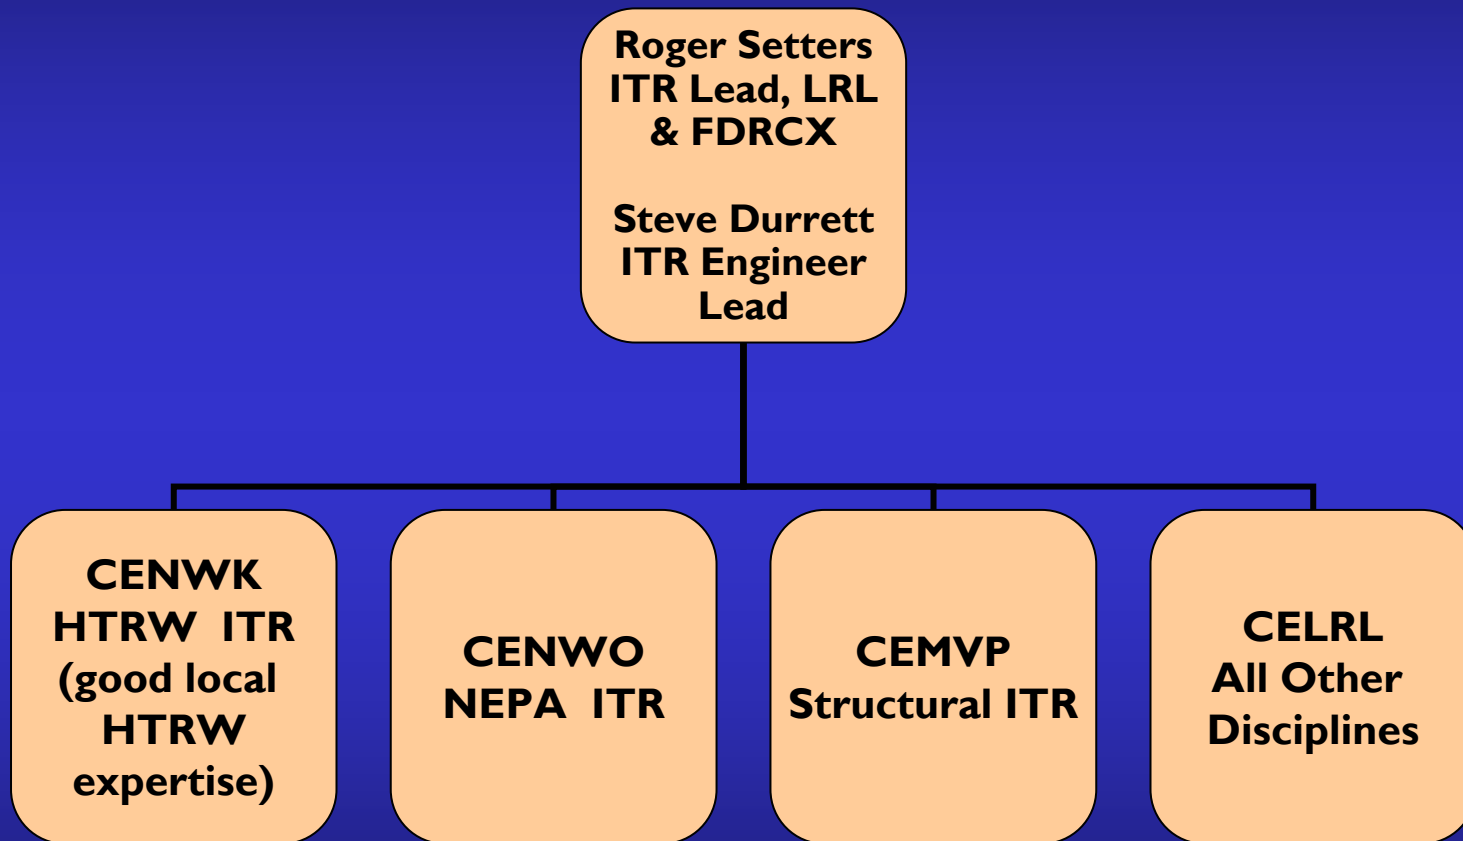 Roger Setters
ITR Lead, LRL
& FDRCX
Steve Durrett
ITR Engineer
Lead
CENWK
HTRW ITR
(good local
HTRW
expertise)
CENWO
NEPA ITR
CEMVP
Structural ITR
CELRL
All Other
Disciplines